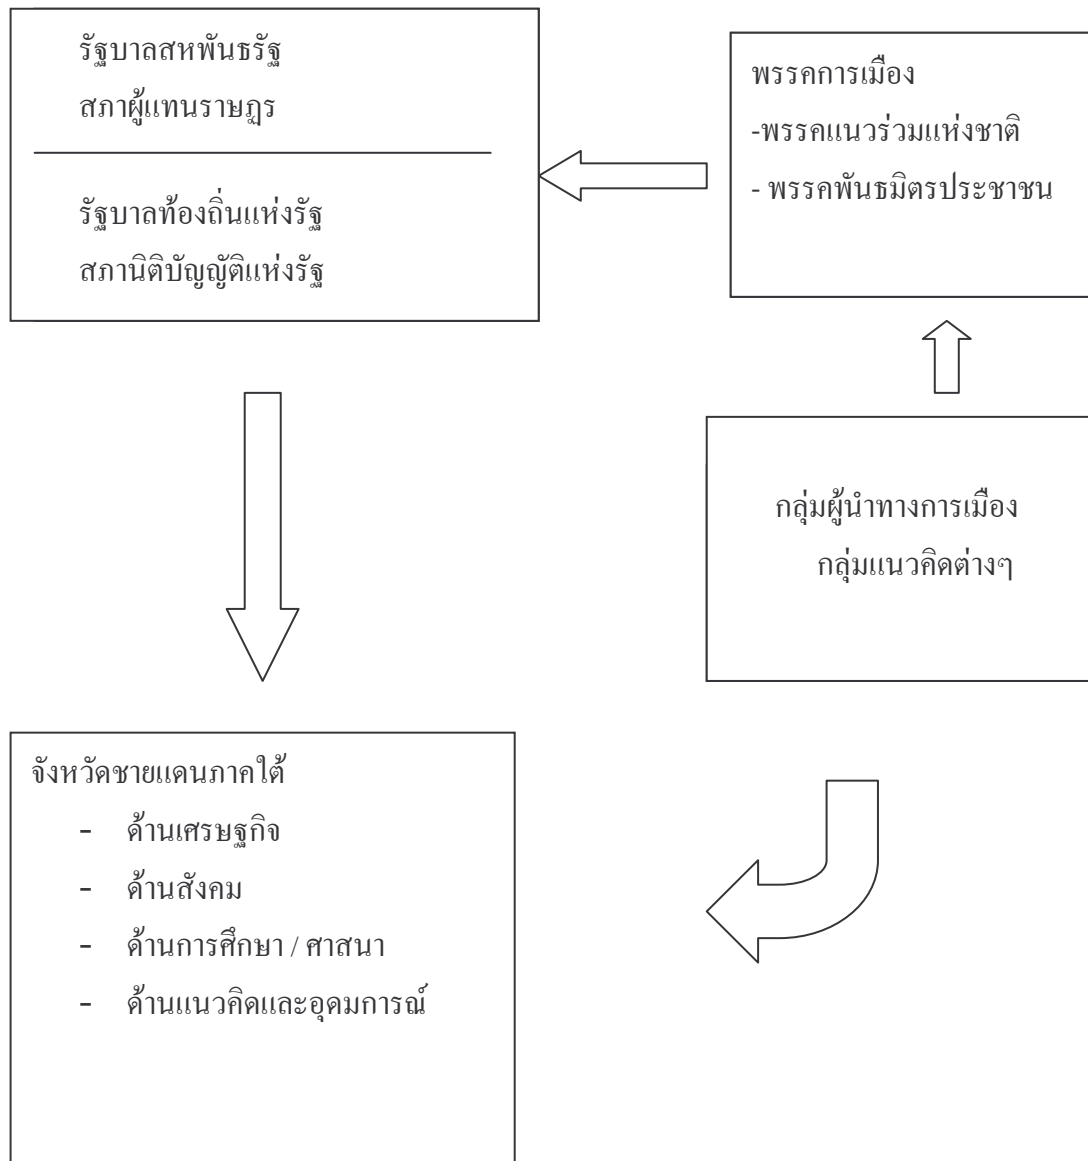 รัฐบาลสหพันธรัฐ
สภาผู้แทนราษฎร
รัฐบาลท้องถิ่นแห่งรัฐ
สภานิติบัญญัติแห่งรัฐ
พรรคการเมือง
-พรรคแนวร่วมแห่งชาติ
- พรรคพันธมิตรประชาชน
กลุ่มผู้นำทางการเมือง
กลุ่มแนวคิดต่างๆ
จังหวัดชายแดนภาคใต้
- ด้านเศรษฐกิจ
- ด้านสังคม
- ด้านการศึกษา / ศาสนา
- ด้านแนวคิดและอุดมการณ์